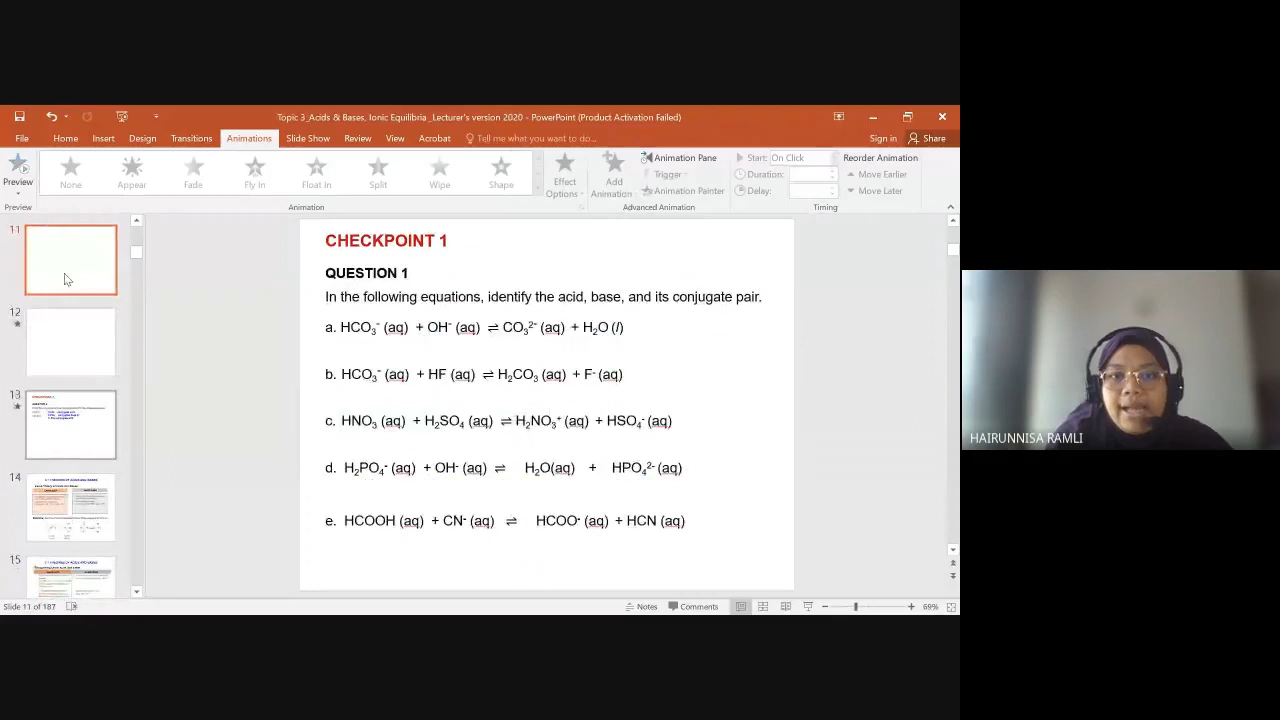 Topic 3_Acids & Bases, Ionic Equilibria _Lecturer's version 2020 - PowerPoint (Product Activation Failed)
File Home Insert Design Transitions Animations Slide Show Review View Acrobat Tell me what you want to do... Sign in Share
Preview None Appear Fade Fly In Float In Split Wipe Shape Effect Options Add Animation
Animation Pane Start: On Click Reorder Animation
Trigger Duration: Move Earlier
Animation Painter Delay: Move Later
Preview Animation Advanced Animation Timing
11
12
13
14
15
CHECKPOINT 1
QUESTION 1
In the following equations, identify the acid, base, and its conjugate pair.
a. HCO₃⁻ (aq) + OH⁻ (aq) ⇌ CO₃²⁻ (aq) + H₂O (l)
b. HCO₃⁻ (aq) + HF (aq) ⇌ H₂CO₃ (aq) + F⁻ (aq)
c. HNO₃ (aq) + H₂SO₄ (aq) ⇌ H₂NO₃⁺ (aq) + HSO₄⁻ (aq)
d. H₂PO₄⁻ (aq) + OH⁻ (aq) ⇌ H₂O(aq) + HPO₄²⁻ (aq)
e. HCOOH (aq) + CN⁻ (aq) ⇌ HCOO⁻ (aq) + HCN (aq)
HAIRUNNISA RAMLI
Slide 11 of 187 Notes Comments 69%